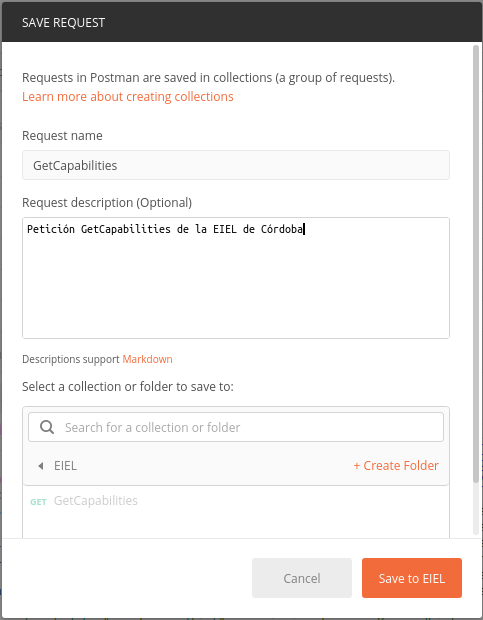 SAVE REQUEST
Requests in Postman are saved in collections (a group of requests).
Learn more about creating collections
Request name
GetCapabilities
Request description (Optional)
Petición GetCapabilities de la EIEL de Córdoba
Descriptions support Markdown
Select a collection or folder to save to:
Search for a collection or folder
EIEL + Create Folder
GET GetCapabilities
Cancel Save to EIEL